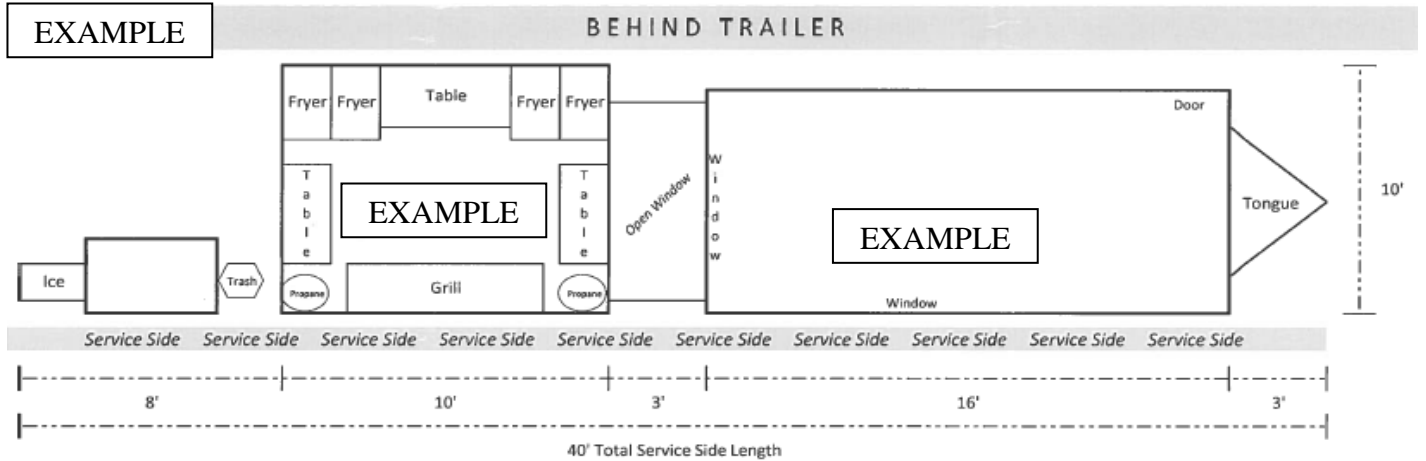 BEHIND TRAILER
EXAMPLE
Fryer Fryer Table Fryer Fryer
Door
Table
EXAMPLE
Table
Open Window
Window
EXAMPLE
Tongue
10'
Ice
Trash
Propane
Grill
Propane
Window
Service Side Service Side Service Side Service Side Service Side Service Side Service Side Service Side Service Side Service Side
8' 10' 3' 16' 3'
40' Total Service Side Length